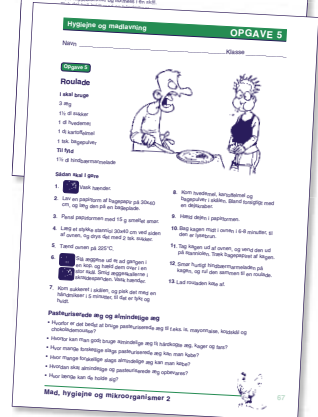 Hygiejne og madlavning
OPGAVE 5
Navn
Klasse
Opgave 5
Roulade
I skal bruge
3 æg
1½ dl sukker
1 dl hvedemel
1 dl kartoffelmel
1 tsk. bagepulver
Til fyld
1½ dl hindbærmarmelade
Sådan skal I gøre
1. Vask hænder.
2. Lav en papirform af bagepapir på 30x40
cm, og læg den på en bageplade.
3. Pensl papirformen med 15 g smeltet smør.
4. Læg et stykke stanniol 30x40 cm ved siden
af ovnen, og drys det med 2 tsk. sukker.
5. Tænd ovnen på 225°C.
6. Slå æggene ud ét ad gangen i
en kop, og hæld dem over i en
stor skål. Smid æggeskallerne i
skraldespanden. Vask hænder.
7. Kom sukkeret i skålen, og pisk det med en
håndmikser i 5 minutter, til det er lyst og
luftigt.
8. Kom hvedemel, kartoffelmel og
bagepulver i skålen. Bland forsigtigt med
en dejskraber.
9. Hæld dejen i papirformen.
10. Bag kagen midt i ovnen i 6-8 minutter, til
den er lysebrun.
11. Tag kagen ud af ovnen, og vend den ud
på stanniolen. Træk bagepapiret af kagen.
12. Smør hurtigt hindbærmarmeladen på
kagen, og rul den sammen til en roulade.
13. Lad rouladen køle af.
Pasteuriserede æg og almindelige æg
• Hvorfor er det bedst at bruge pasteuriserede æg til f.eks. is, mayonnaise, koldskål og
chokolademousse?
• Hvorfor kan man godt bruge almindelige æg til hårdkogte æg, kager og tærte?
• Hvor mange forskellige slags pasteuriserede æg kan man købe?
• Hvor mange forskellige slags almindelige æg kan man købe?
• Hvordan skal almindelige og pasteuriserede æg opbevares?
• Hvor længe kan de holde sig?
Mad, hygiejne og mikroorganismer 2
67